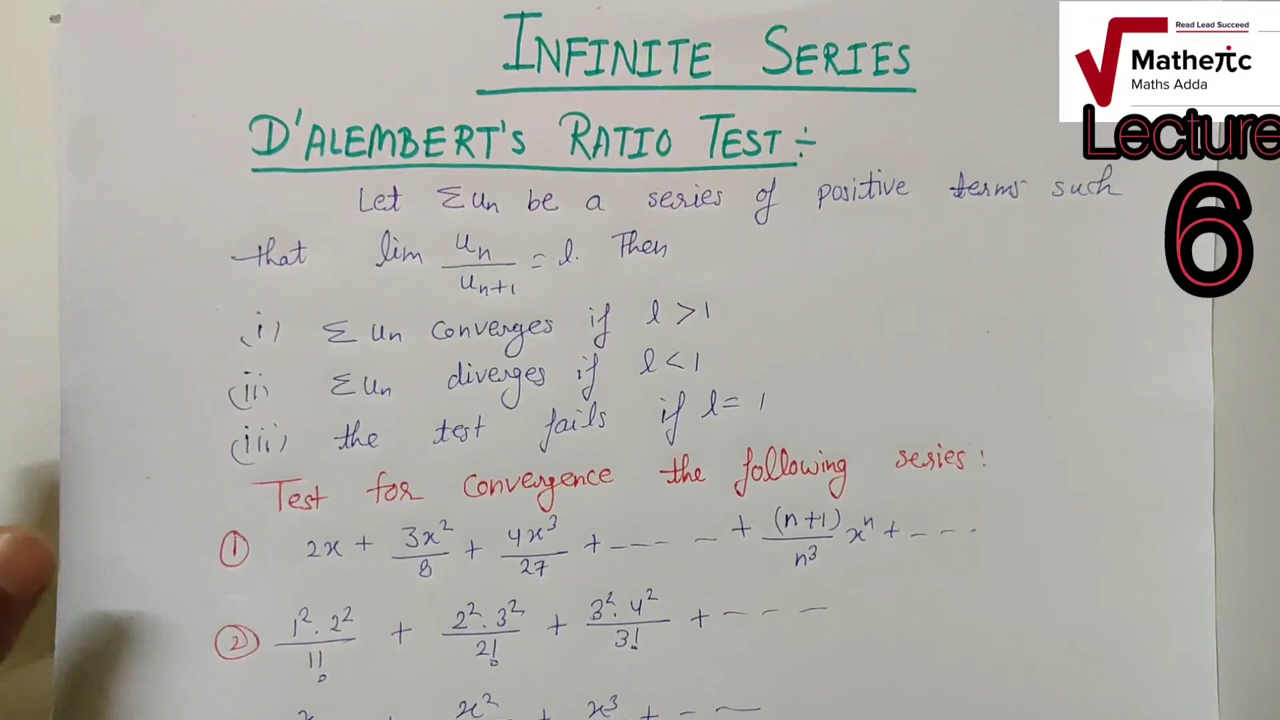 INFINITE SERIES
Read Lead Succeed
Matheπc
Maths Adda
Lecture
6
D'ALEMBERT'S RATIO TEST :-
Let Σun be a series of positive terms such
that lim un/un+1 = l. Then
(i) Σun converges if l > 1
(ii) Σun diverges if l < 1
(iii) the test fails if l = 1
Test for convergence the following series :
① 2x + 3x²/8 + 4x³/27 + ---- - + (n+1)/n³ xⁿ + ----
② 1².2²/1! + 2².3²/2! + 3².4²/3! + - - -
x²  + x³ + - -